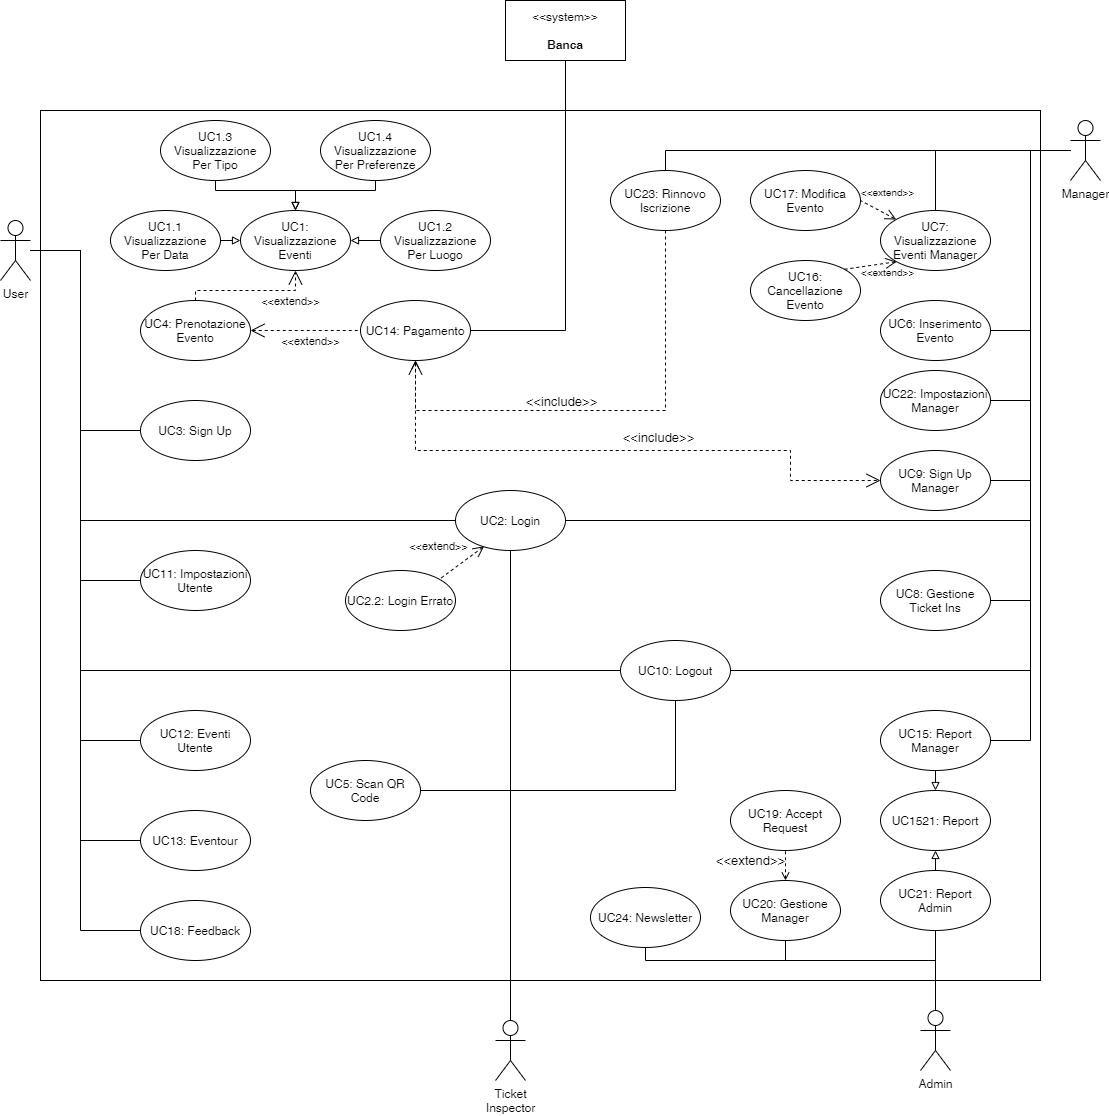 <<system>>
Banca
UC1.3
Visualizzazione
Per Tipo
UC1.4
Visualizzazione
Per Preferenze
Manager
UC23: Rinnovo
Iscrizione
UC17: Modifica
Evento
<<extend>>
UC7:
Visualizzazione
Eventi Manager
UC16:
Cancellazione
Evento
<<extend>>
User
UC1.1
Visualizzazione
Per Data
UC1:
Visualizzazione
Eventi
UC1.2
Visualizzazione
Per Luogo
<<extend>>
UC4: Prenotazione
Evento
<<extend>>
UC14: Pagamento
UC6: Inserimento
Evento
UC22: Impostazioni
Manager
<<include>>
UC3: Sign Up
<<include>>
UC9: Sign Up
Manager
UC2: Login
<<extend>>
UC11: Impostazioni
Utente
UC2.2: Login Errato
UC8: Gestione
Ticket Ins
UC10: Logout
UC12: Eventi
Utente
UC15: Report
Manager
UC5: Scan QR
Code
UC19: Accept
Request
UC1521: Report
UC13: Eventour
<<extend>>
UC24: Newsletter
UC20: Gestione
Manager
UC21: Report
Admin
UC18: Feedback
Ticket
Inspector
Admin